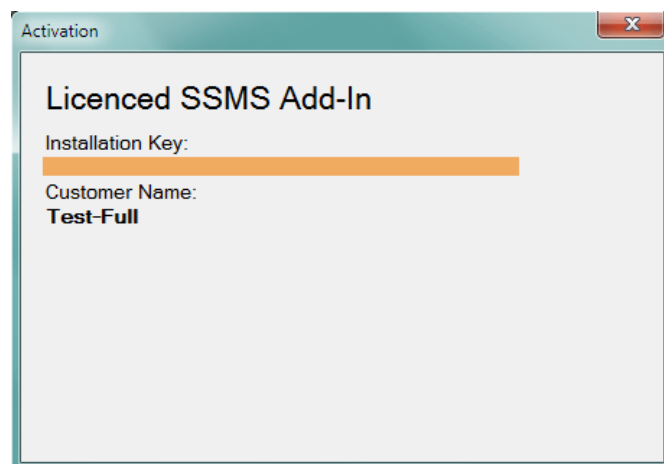 Activation
Licenced SSMS Add-In
Installation Key:
Customer Name:
Test-Full